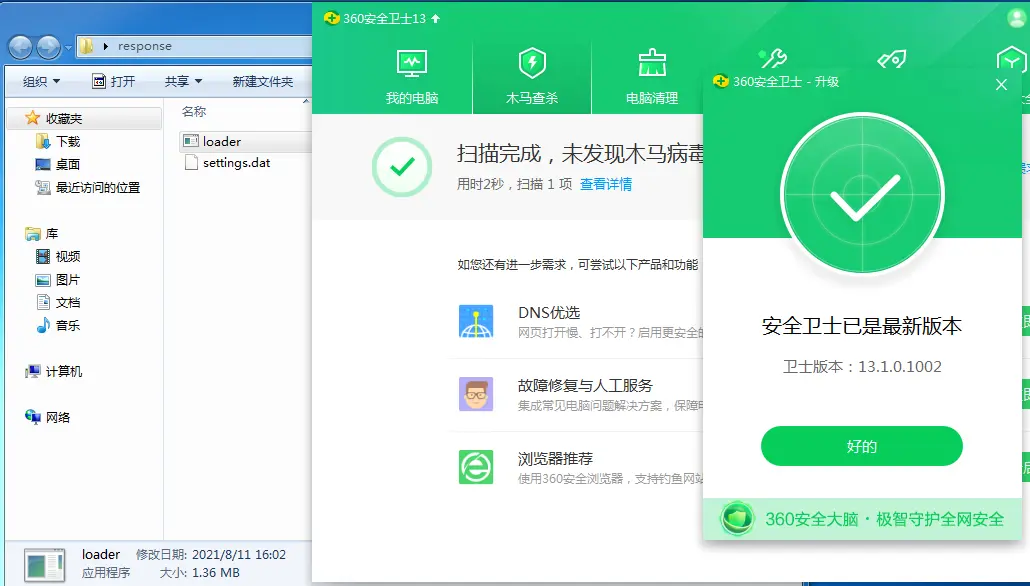 response
组织
打开
共享
新建文件夹
名称
收藏夹
下载
桌面
最近访问的位置
库
视频
图片
文档
音乐
计算机
网络
loader
settings.dat
loader 修改日期: 2021/8/11 16:02
应用程序 大小: 1.36 MB
360安全卫士13
我的电脑
木马查杀
电脑清理
扫描完成，未发现木马病毒
用时2秒，扫描 1 项 查看详情
如您还有进一步需求，可尝试以下产品和功能
DNS优选
网页打开慢、打不开？启用更安全的
故障修复与人工服务
集成常见电脑问题解决方案，保障
浏览器推荐
使用360安全浏览器，支持钓鱼网站
360安全卫士 - 升级
安全卫士已是最新版本
卫士版本：13.1.0.1002
好的
360安全大脑・极智守护全网安全